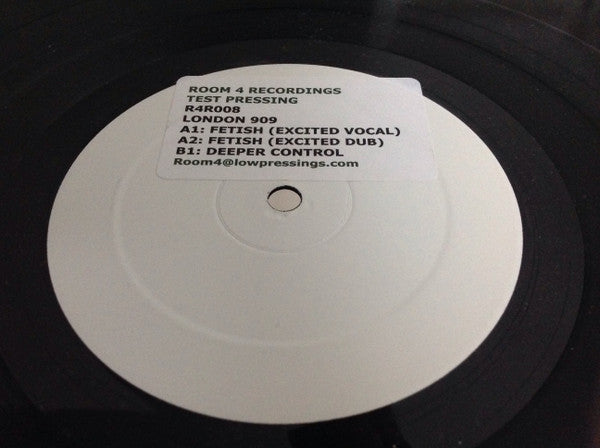 ROOM 4 RECORDINGS
TEST PRESSING
R4R008
LONDON 909
A1: FETISH (EXCITED VOCAL)
A2: FETISH (EXCITED DUB)
B1: DEEPER CONTROL
Room4@lowpressings.com